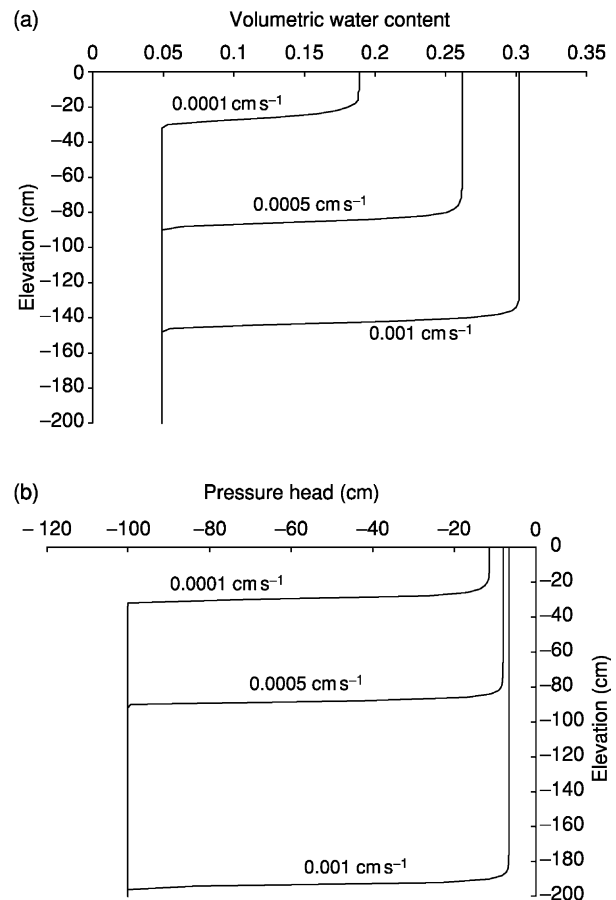 (a)
Volumetric water content
0 0.05 0.1 0.15 0.2 0.25 0.3 0.35
0
−20
−40
−60
−80
−100
−120
−140
−160
−180
−200
Elevation (cm)
0.0001 cm s⁻¹
0.0005 cm s⁻¹
0.001 cm s⁻¹
(b)
Pressure head (cm)
−120 −100 −80 −60 −40 −20 0
0
−20
−40
−60
−80
−100
−120
−140
−160
−180
−200
Elevation (cm)
0.0001 cm s⁻¹
0.0005 cm s⁻¹
0.001 cm s⁻¹